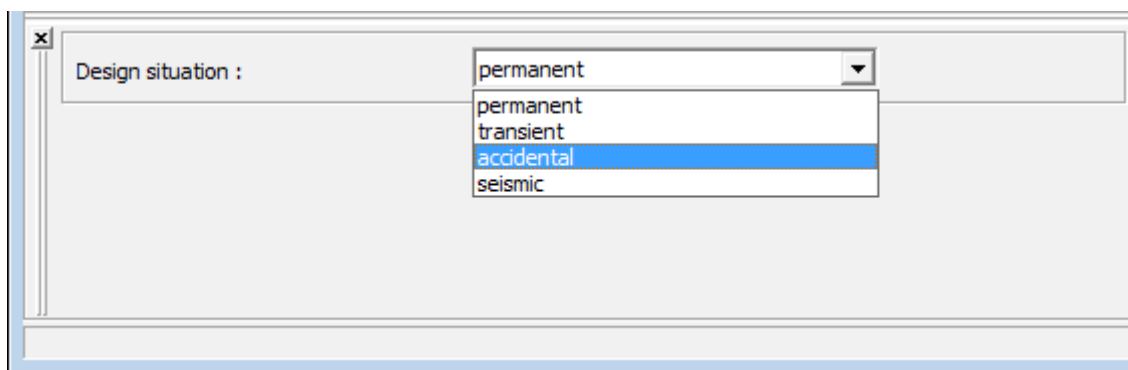 Design situation : permanent
permanent
transient
accidental
seismic